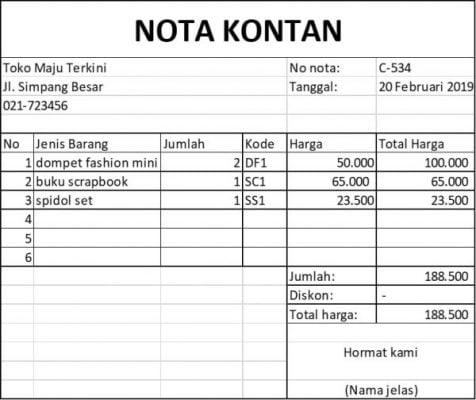 NOTA KONTAN
Toko Maju Terkini No nota: C-534
Jl. Simpang Besar Tanggal: 20 Februari 2019
021-723456
No Jenis Barang Jumlah Kode Harga Total Harga
1 dompet fashion mini 2 DF1 50.000 100.000
2 buku scrapbook 1 SC1 65.000 65.000
3 spidol set 1 SS1 23.500 23.500
4
5
6
Jumlah: 188.500
Diskon: -
Total harga: 188.500
Hormat kami
(Nama jelas)